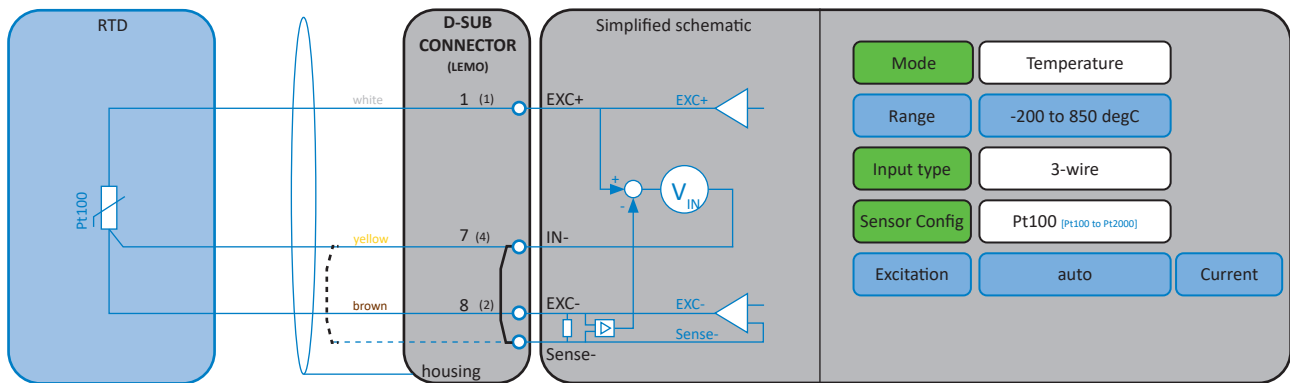 RTD
D-SUB
CONNECTOR
(LEMO)
Simplified schematic
Mode
Temperature
white
1 (1)
EXC+
EXC+
Range
-200 to 850 degC
Input type
3-wire
+
-
VIN
Pt100
Sensor Config
Pt100 [Pt100 to Pt2000]
yellow
7 (4)
IN-
Excitation
auto
Current
brown
8 (2)
EXC-
EXC-
Sense-
Sense-
housing